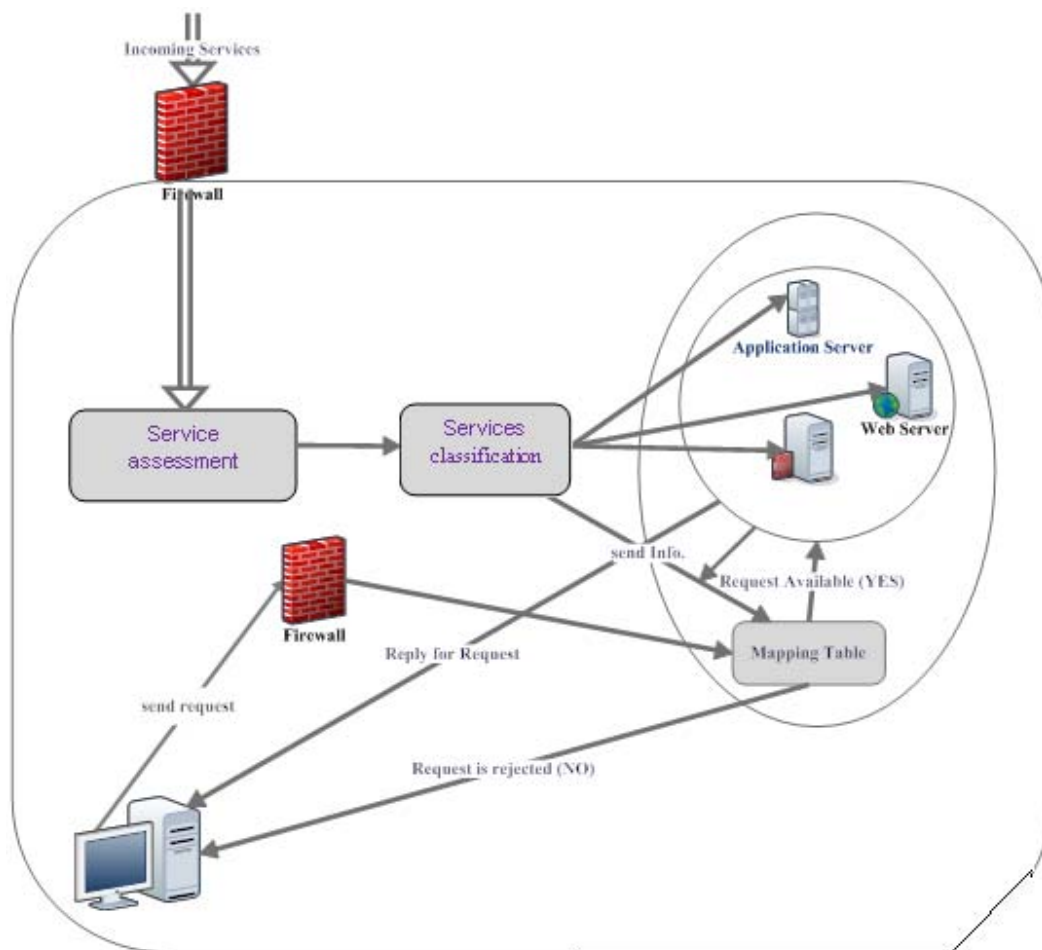 Incoming Services
Firewall
Service
assessment
Services
classification
Application Server
Web Server
send Info.
Request Available (YES)
Firewall
Reply for Request
Mapping Table
send request
Request is rejected (NO)